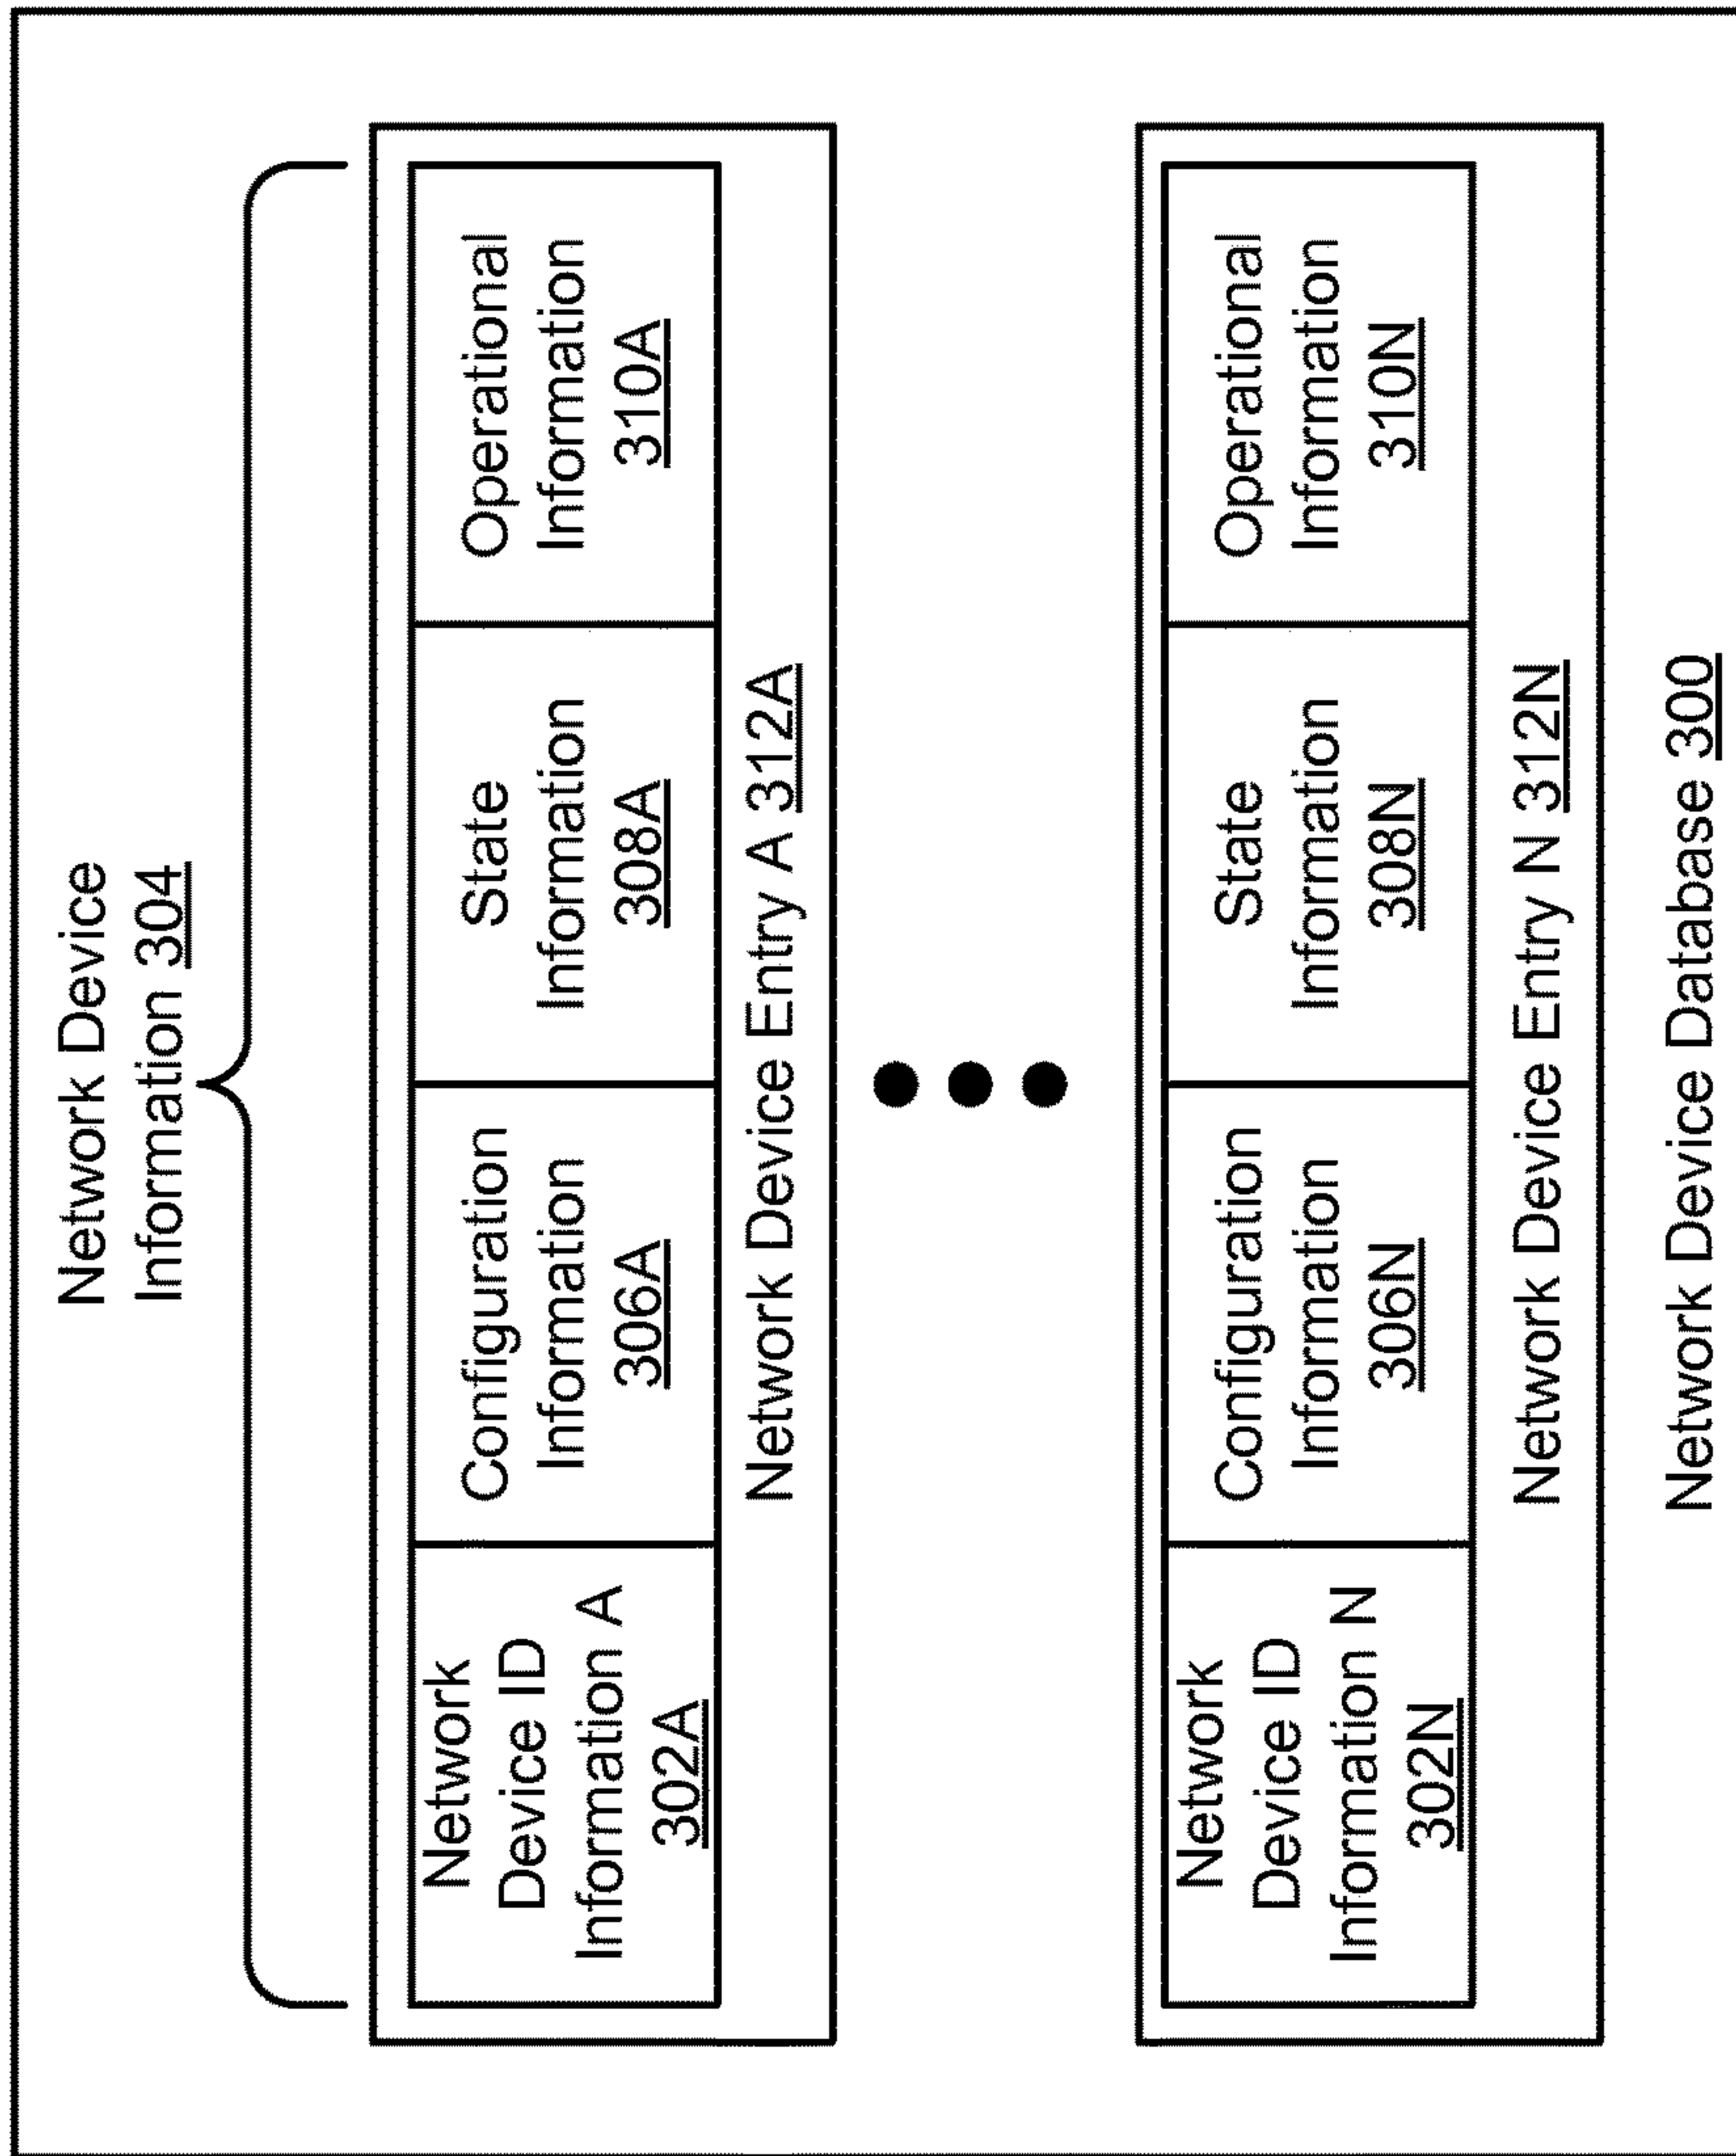 Network Device
Information 304
Network
Device ID
Information A
302A
Configuration
Information
306A
State
Information
308A
Operational
Information
310A
Network Device Entry A 312A
Network
Device ID
Information N
302N
Configuration
Information
306N
State
Information
308N
Operational
Information
310N
Network Device Entry N 312N
Network Device Database 300